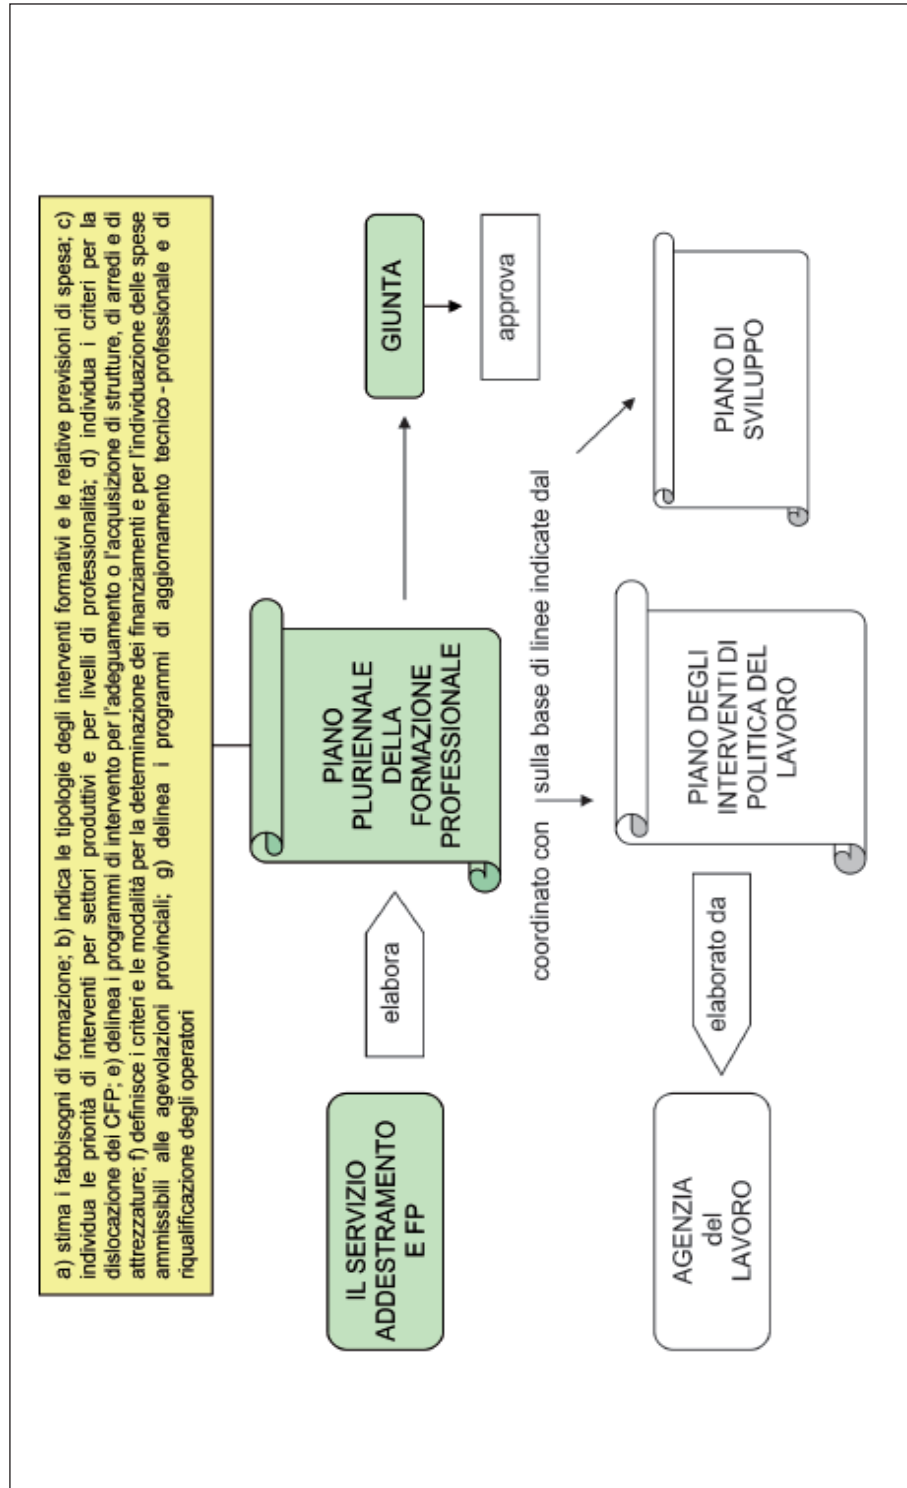 a) stima i fabbisogni di formazione; b) indica le tipologie degli interventi formativi e le relative previsioni di spesa; c)
individua le priorità di interventi per settori produttivi e per livelli di professionalità; d) individua i criteri per la
dislocazione dei CFP; e) delinea i programmi di intervento per l'adeguamento o l'acquisizione di strutture, di arredi e di
attrezzature; f) definisce i criteri e le modalità per la determinazione dei finanziamenti e per l'individuazione delle spese
ammissibili alle agevolazioni provinciali; g) delinea i programmi di aggiornamento tecnico-professionale e di
riqualificazione degli operatori
IL SERVIZIO
ADDESTRAMENTO
E FP
elabora
PIANO
PLURIENNALE
DELLA
FORMAZIONE
PROFESSIONALE
GIUNTA
approva
coordinato con
sulla base di linee indicate dal
AGENZIA
del
LAVORO
elaborato da
PIANO DEGLI
INTERVENTI DI
POLITICA DEL
LAVORO
PIANO DI
SVILUPPO